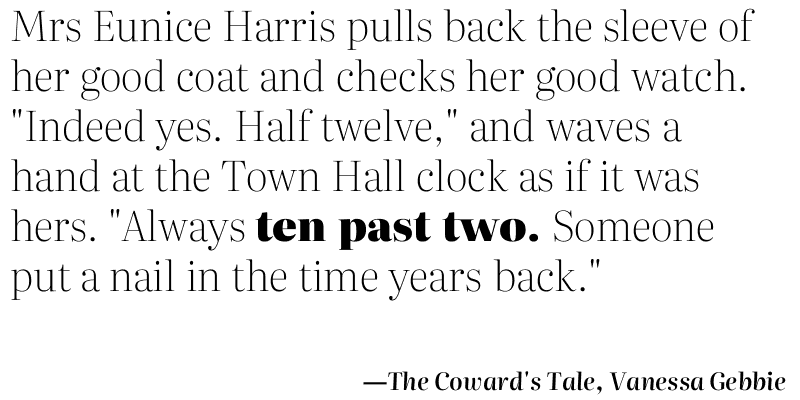 Mrs Eunice Harris pulls back the sleeve of
her good coat and checks her good watch.
"Indeed yes. Half twelve," and waves a
hand at the Town Hall clock as if it was
hers. "Always ten past two. Someone
put a nail in the time years back."
—The Coward's Tale, Vanessa Gebbie